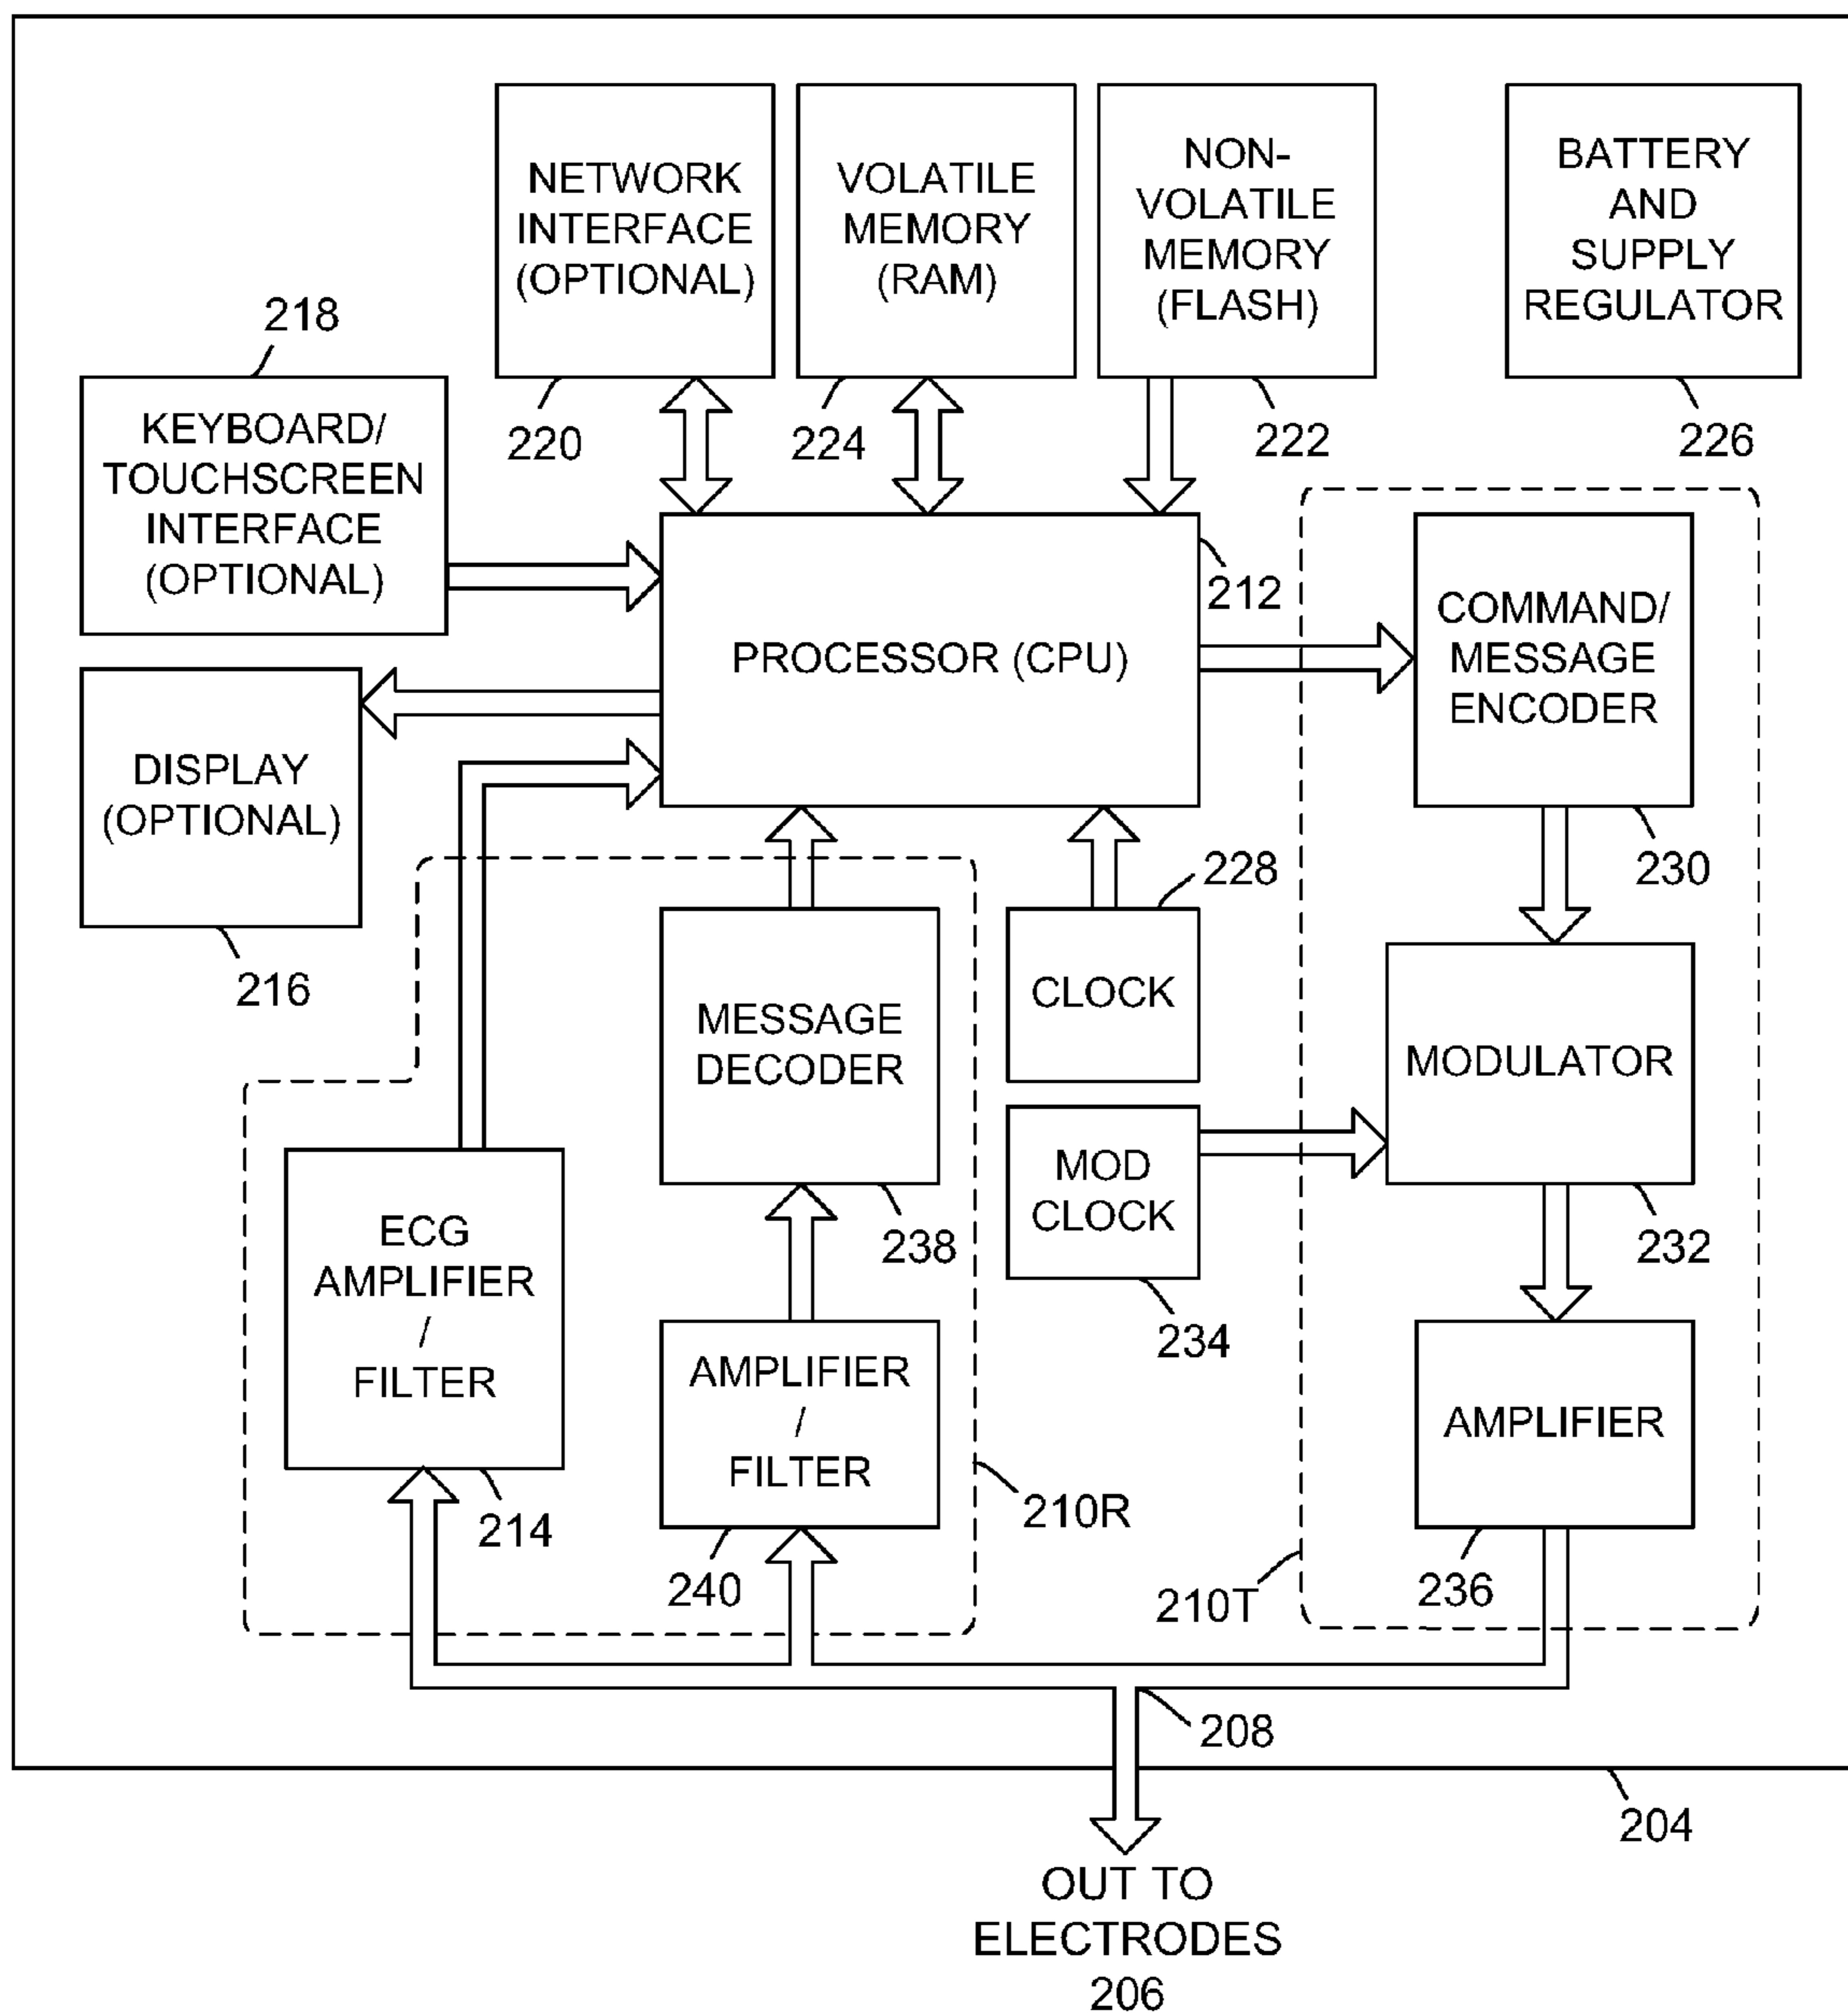 NETWORK
INTERFACE
(OPTIONAL)
220
VOLATILE
MEMORY
(RAM)
224
NON-
VOLATILE
MEMORY
(FLASH)
222
BATTERY
AND
SUPPLY
REGULATOR
226
218
KEYBOARD/
TOUCHSCREEN
INTERFACE
(OPTIONAL)
PROCESSOR (CPU)
212
COMMAND/
MESSAGE
ENCODER
230
DISPLAY
(OPTIONAL)
216
MESSAGE
DECODER
238
228
CLOCK
MODULATOR
232
MOD
CLOCK
234
ECG
AMPLIFIER
/
FILTER
214
AMPLIFIER
/
FILTER
240
210R
AMPLIFIER
236
210T
208
204
OUT TO
ELECTRODES
206